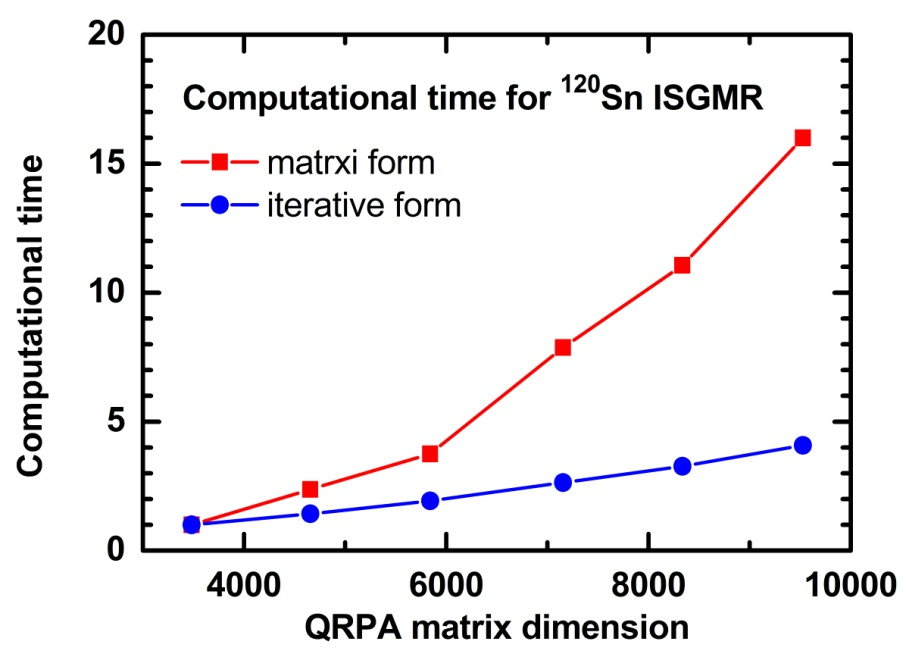 20
15
10
5
0
Computational time
Computational time for ¹²⁰Sn ISGMR
matrxi form
iterative form
4000 6000 8000 10000
QRPA matrix dimension